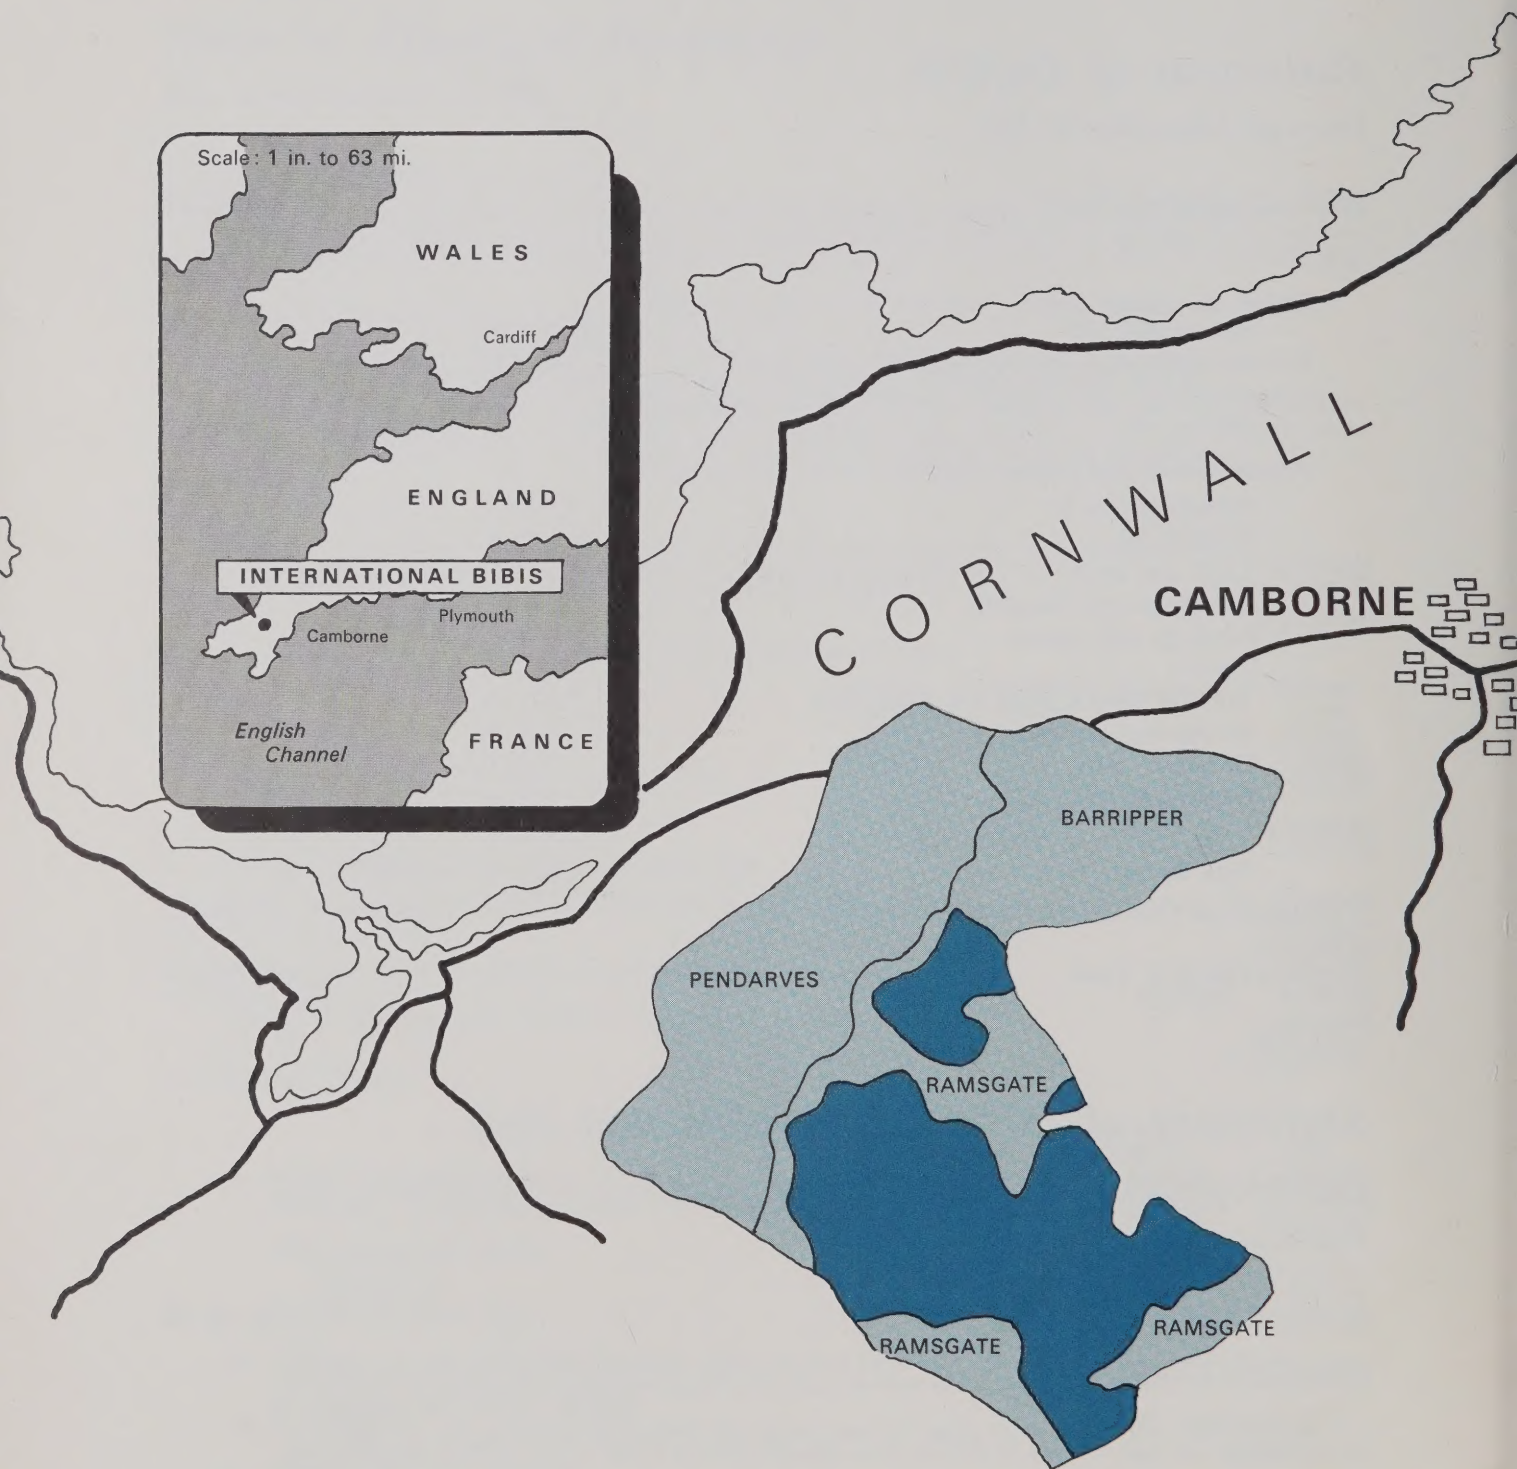 Scale: 1 in. to 63 mi.
WALES
Cardiff
ENGLAND
INTERNATIONAL BIBIS
Plymouth
Camborne
English
Channel
FRANCE
CORNWALL
CAMBORNE
BARRIPPER
PENDARVES
RAMSGATE
RAMSGATE
RAMSGATE